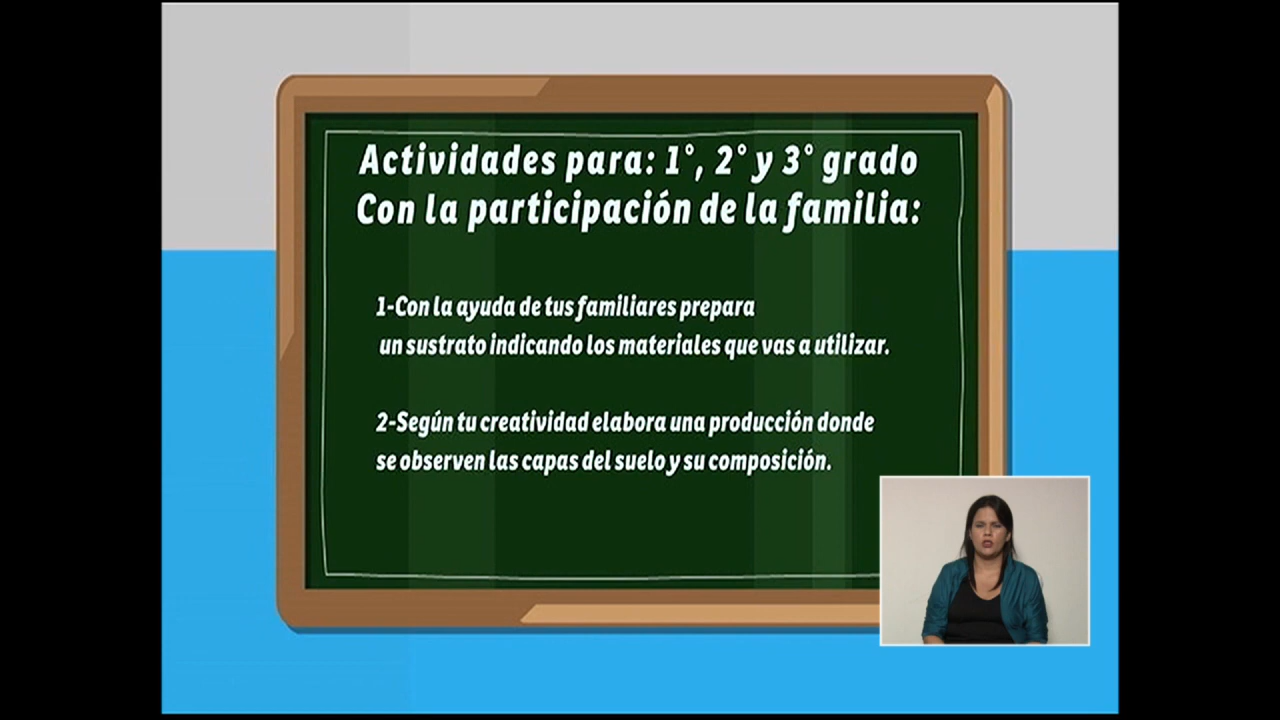 Actividades para: 1°, 2° y 3° grado
Con la participación de la familia:
1-Con la ayuda de tus familiares prepara
un sustrato indicando los materiales que vas a utilizar.
2-Según tu creatividad elabora una producción donde
se observen las capas del suelo y su composición.